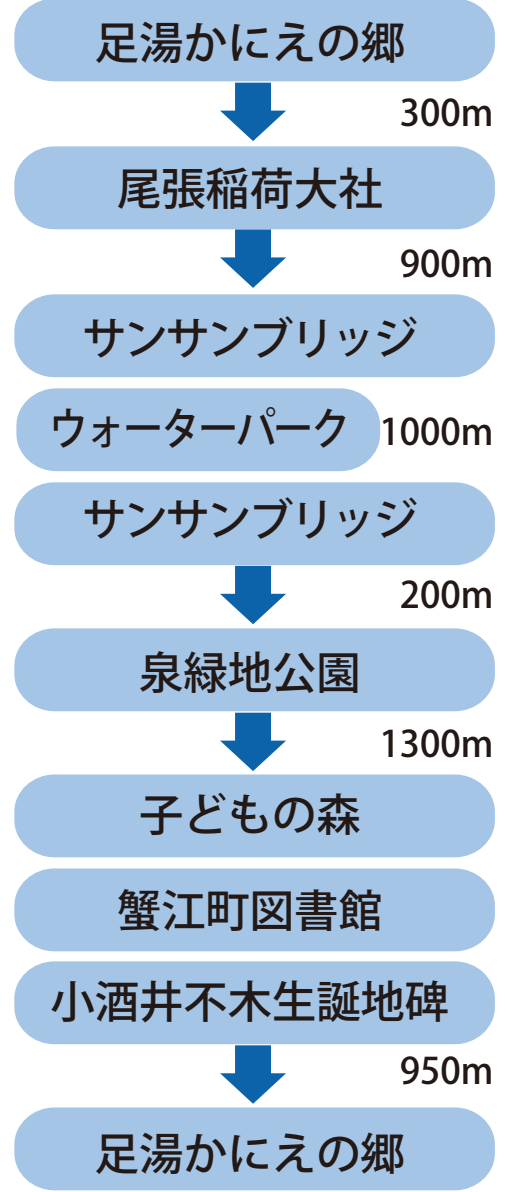 足湯かにえの郷
300m
尾張稲荷大社
900m
サンサンブリッジ
ウォーターパーク 1000m
サンサンブリッジ
200m
泉緑地公園
1300m
子どもの森
蟹江町図書館
小酒井不木生誕地碑
950m
足湯かにえの郷